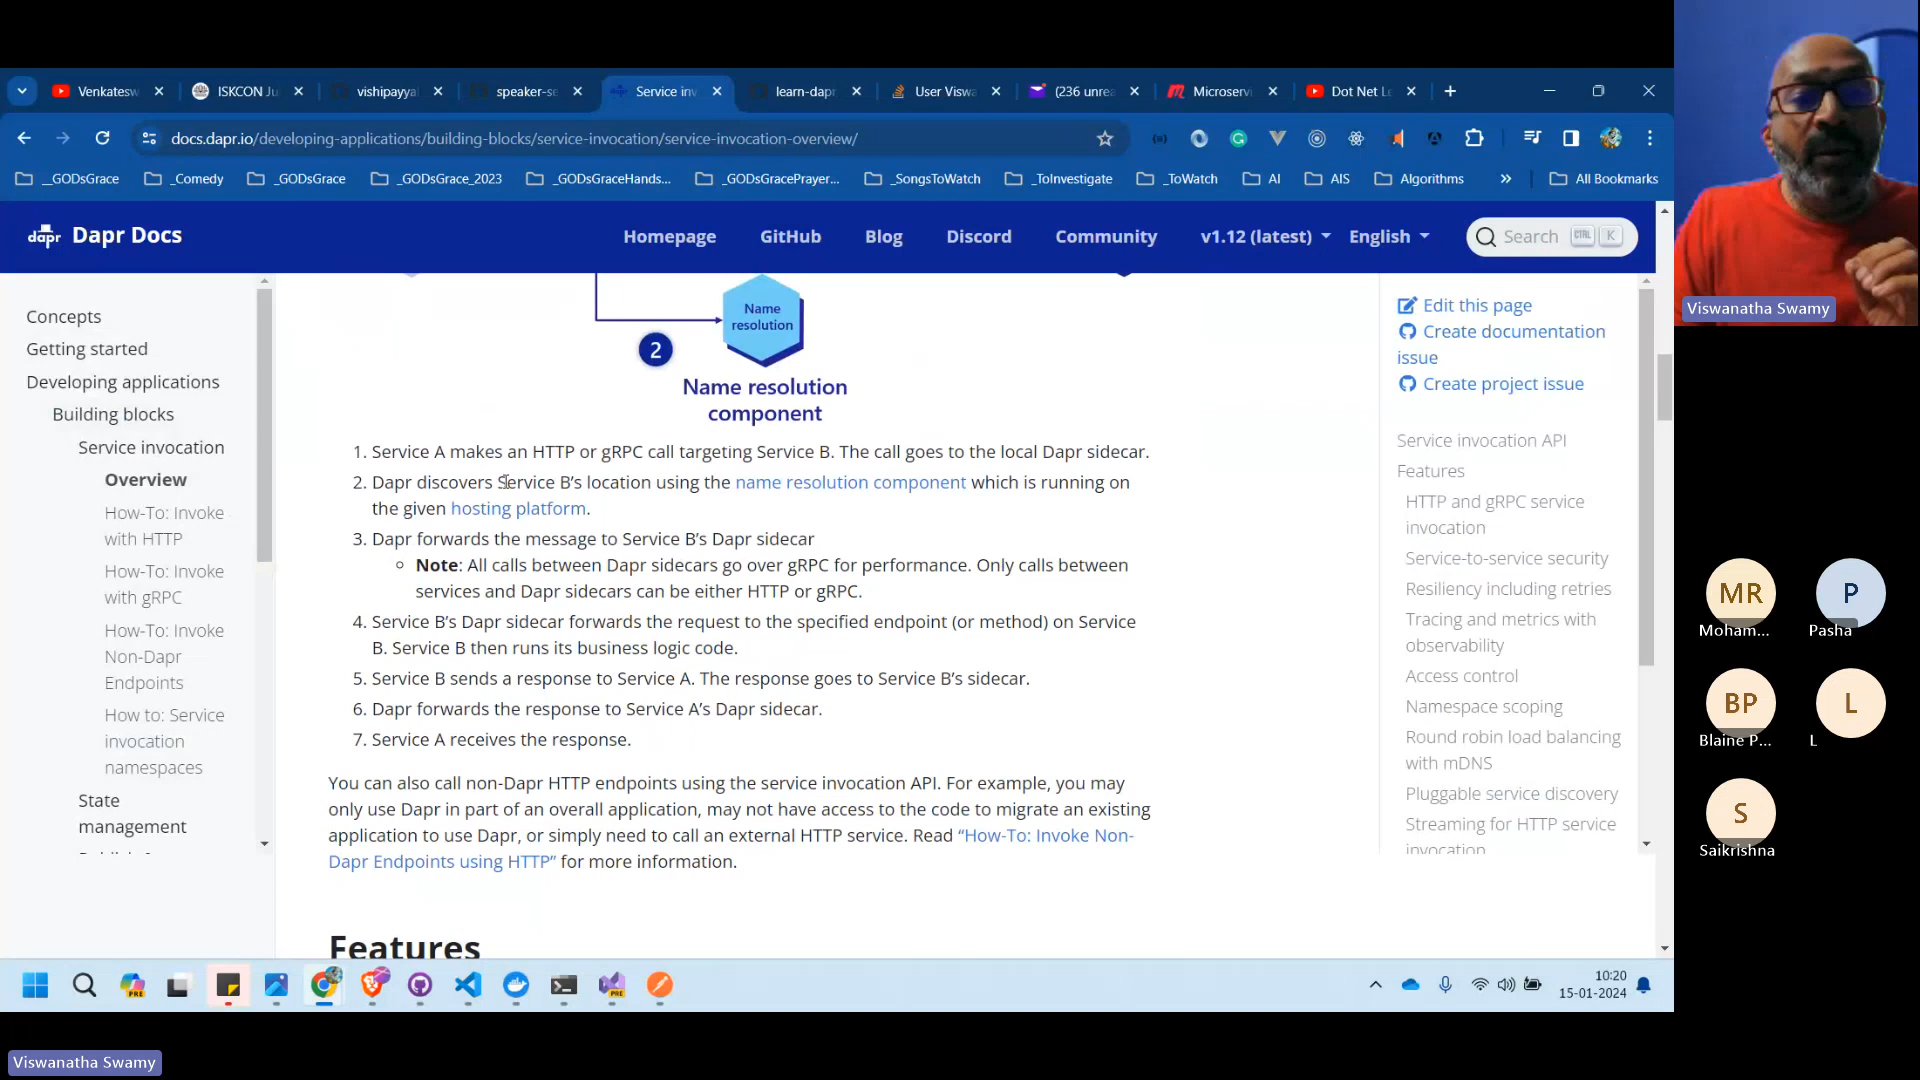 Venkatesw
ISKCON Ju
vishipayya
speaker-se
Service inv
learn-dapr
User Viswa
(236 unrea
Microservi
Dot Net Le
docs.dapr.io/developing-applications/building-blocks/service-invocation/service-invocation-overview/
__GODsGrace
_Comedy
_GODsGrace
_GODsGrace_2023
_GODsGraceHands...
_GODsGracePrayer...
_SongsToWatch
_ToInvestigate
_ToWatch
AI
AIS
Algorithms
»
All Bookmarks
dapr Dapr Docs
Homepage
GitHub
Blog
Discord
Community
v1.12 (latest)
English
Search CTRL K
Concepts
Getting started
Developing applications
Building blocks
Service invocation
Overview
How-To: Invoke
with HTTP
How-To: Invoke
with gRPC
How-To: Invoke
Non-Dapr
Endpoints
How to: Service
invocation
namespaces
State
management
Name
resolution
2
Name resolution
component
1. Service A makes an HTTP or gRPC call targeting Service B. The call goes to the local Dapr sidecar.
2. Dapr discovers Service B's location using the name resolution component which is running on
the given hosting platform.
3. Dapr forwards the message to Service B's Dapr sidecar
Note: All calls between Dapr sidecars go over gRPC for performance. Only calls between
services and Dapr sidecars can be either HTTP or gRPC.
4. Service B's Dapr sidecar forwards the request to the specified endpoint (or method) on Service
B. Service B then runs its business logic code.
5. Service B sends a response to Service A. The response goes to Service B's sidecar.
6. Dapr forwards the response to Service A's Dapr sidecar.
7. Service A receives the response.
You can also call non-Dapr HTTP endpoints using the service invocation API. For example, you may
only use Dapr in part of an overall application, may not have access to the code to migrate an existing
application to use Dapr, or simply need to call an external HTTP service. Read "How-To: Invoke Non-
Dapr Endpoints using HTTP" for more information.
Features
Edit this page
Create documentation
issue
Create project issue
Service invocation API
Features
HTTP and gRPC service
invocation
Service-to-service security
Resiliency including retries
Tracing and metrics with
observability
Access control
Namespace scoping
Round robin load balancing
with mDNS
Pluggable service discovery
Streaming for HTTP service
invocation
Viswanatha Swamy
MR
Moham...
P
Pasha
BP
Blaine P...
L
L
S
Saikrishna
PRE
PRE
10:20
15-01-2024
Viswanatha Swamy